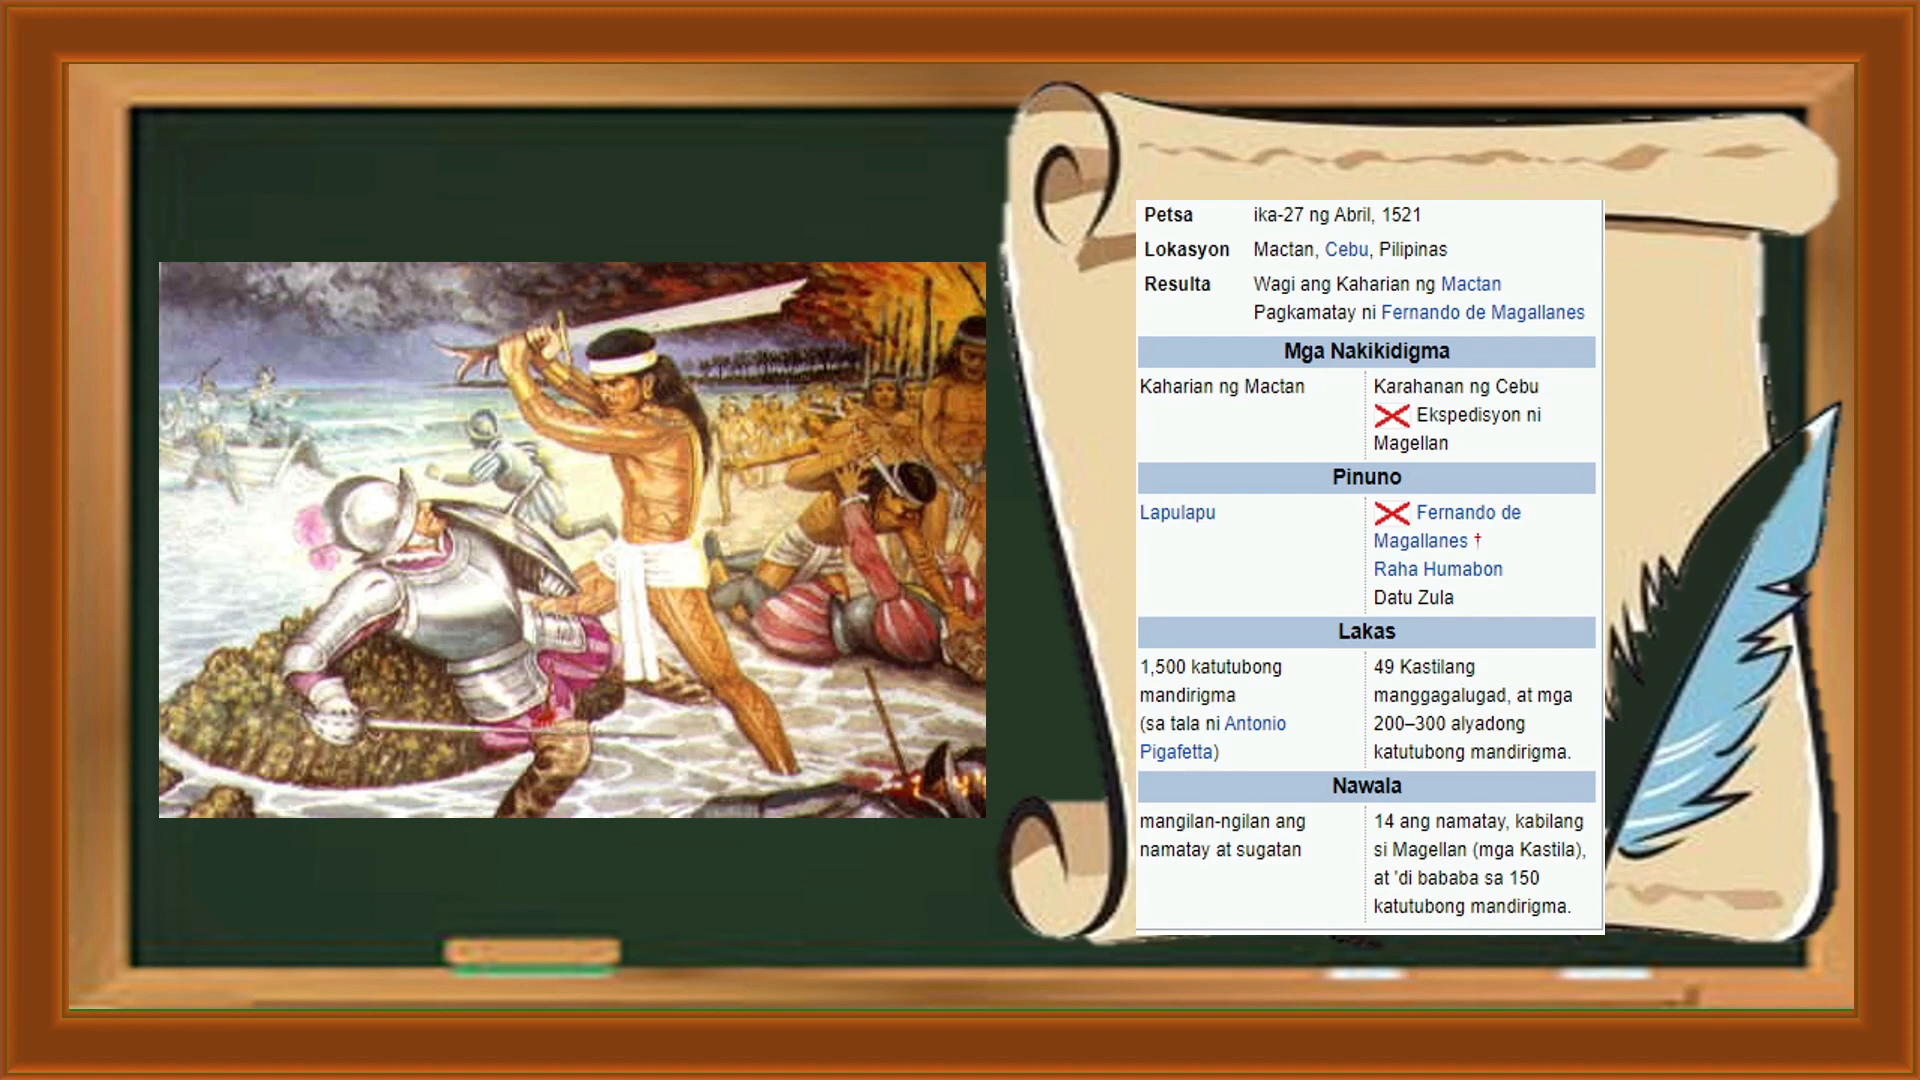 Petsa ika-27 ng Abril, 1521
Lokasyon Mactan, Cebu, Pilipinas
Resulta Wagi ang Kaharian ng Mactan
Pagkamatay ni Fernando de Magallanes
Mga Nakikidigma
Kaharian ng Mactan
Karahanan ng Cebu
Ekspedisyon ni
Magellan
Pinuno
Lapulapu
Fernando de
Magallanes †
Raha Humabon
Datu Zula
Lakas
1,500 katutubong
mandirigma
(sa tala ni Antonio
Pigafetta)
49 Kastilang
manggagalugad, at mga
200–300 alyadong
katutubong mandirigma.
Nawala
mangilan-ngilan ang
namatay at sugatan
14 ang namatay, kabilang
si Magellan (mga Kastila),
at 'di bababa sa 150
katutubong mandirigma.